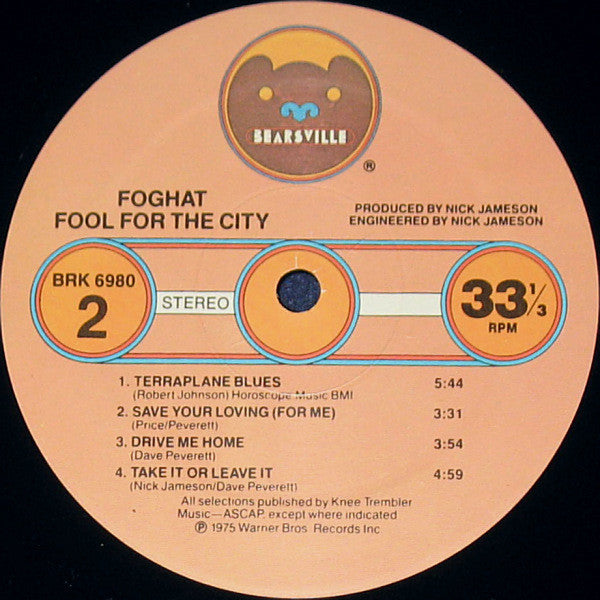 BEARSVILLE
®
FOGHAT
FOOL FOR THE CITY
PRODUCED BY NICK JAMESON
ENGINEERED BY NICK JAMESON
BRK 6980
2
STEREO
33 1/3
RPM
1. TERRAPLANE BLUES 5:44
(Robert Johnson) Horoscope Music BMI
2. SAVE YOUR LOVING (FOR ME) 3:31
(Price/Peverett)
3. DRIVE ME HOME 3:54
(Dave Peverett)
4. TAKE IT OR LEAVE IT 4:59
(Nick Jameson/Dave Peverett)
All selections published by Knee Trembler
Music—ASCAP, except where indicated
℗ 1975 Warner Bros. Records Inc.